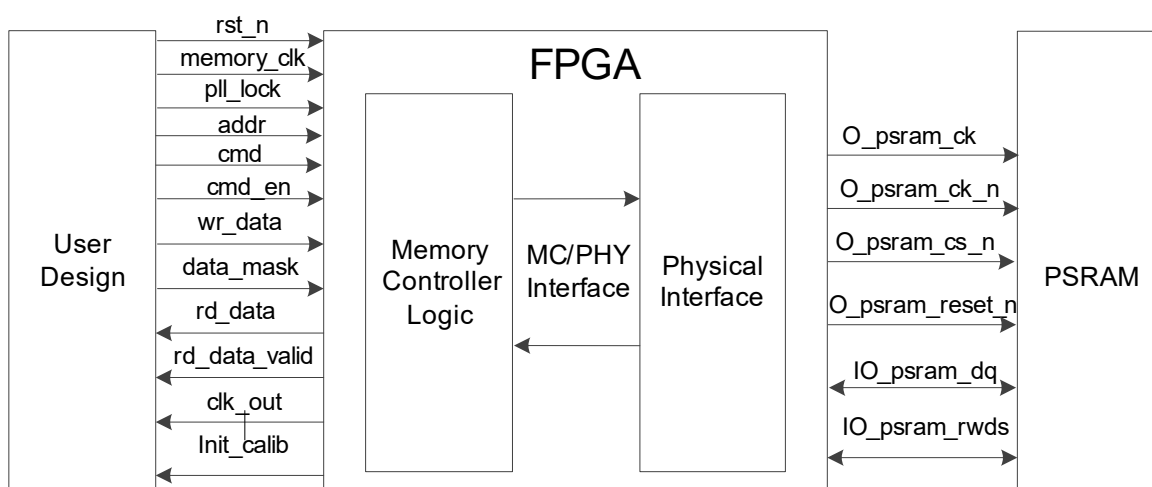 rst_n
memory_clk
pll_lock
addr
cmd
cmd_en
wr_data
data_mask
rd_data
rd_data_valid
clk_out
Init_calib
User
Design
FPGA
Memory
Controller
Logic
MC/PHY
Interface
Physical
Interface
O_psram_ck
O_psram_ck_n
O_psram_cs_n
O_psram_reset_n
IO_psram_dq
IO_psram_rwds
PSRAM